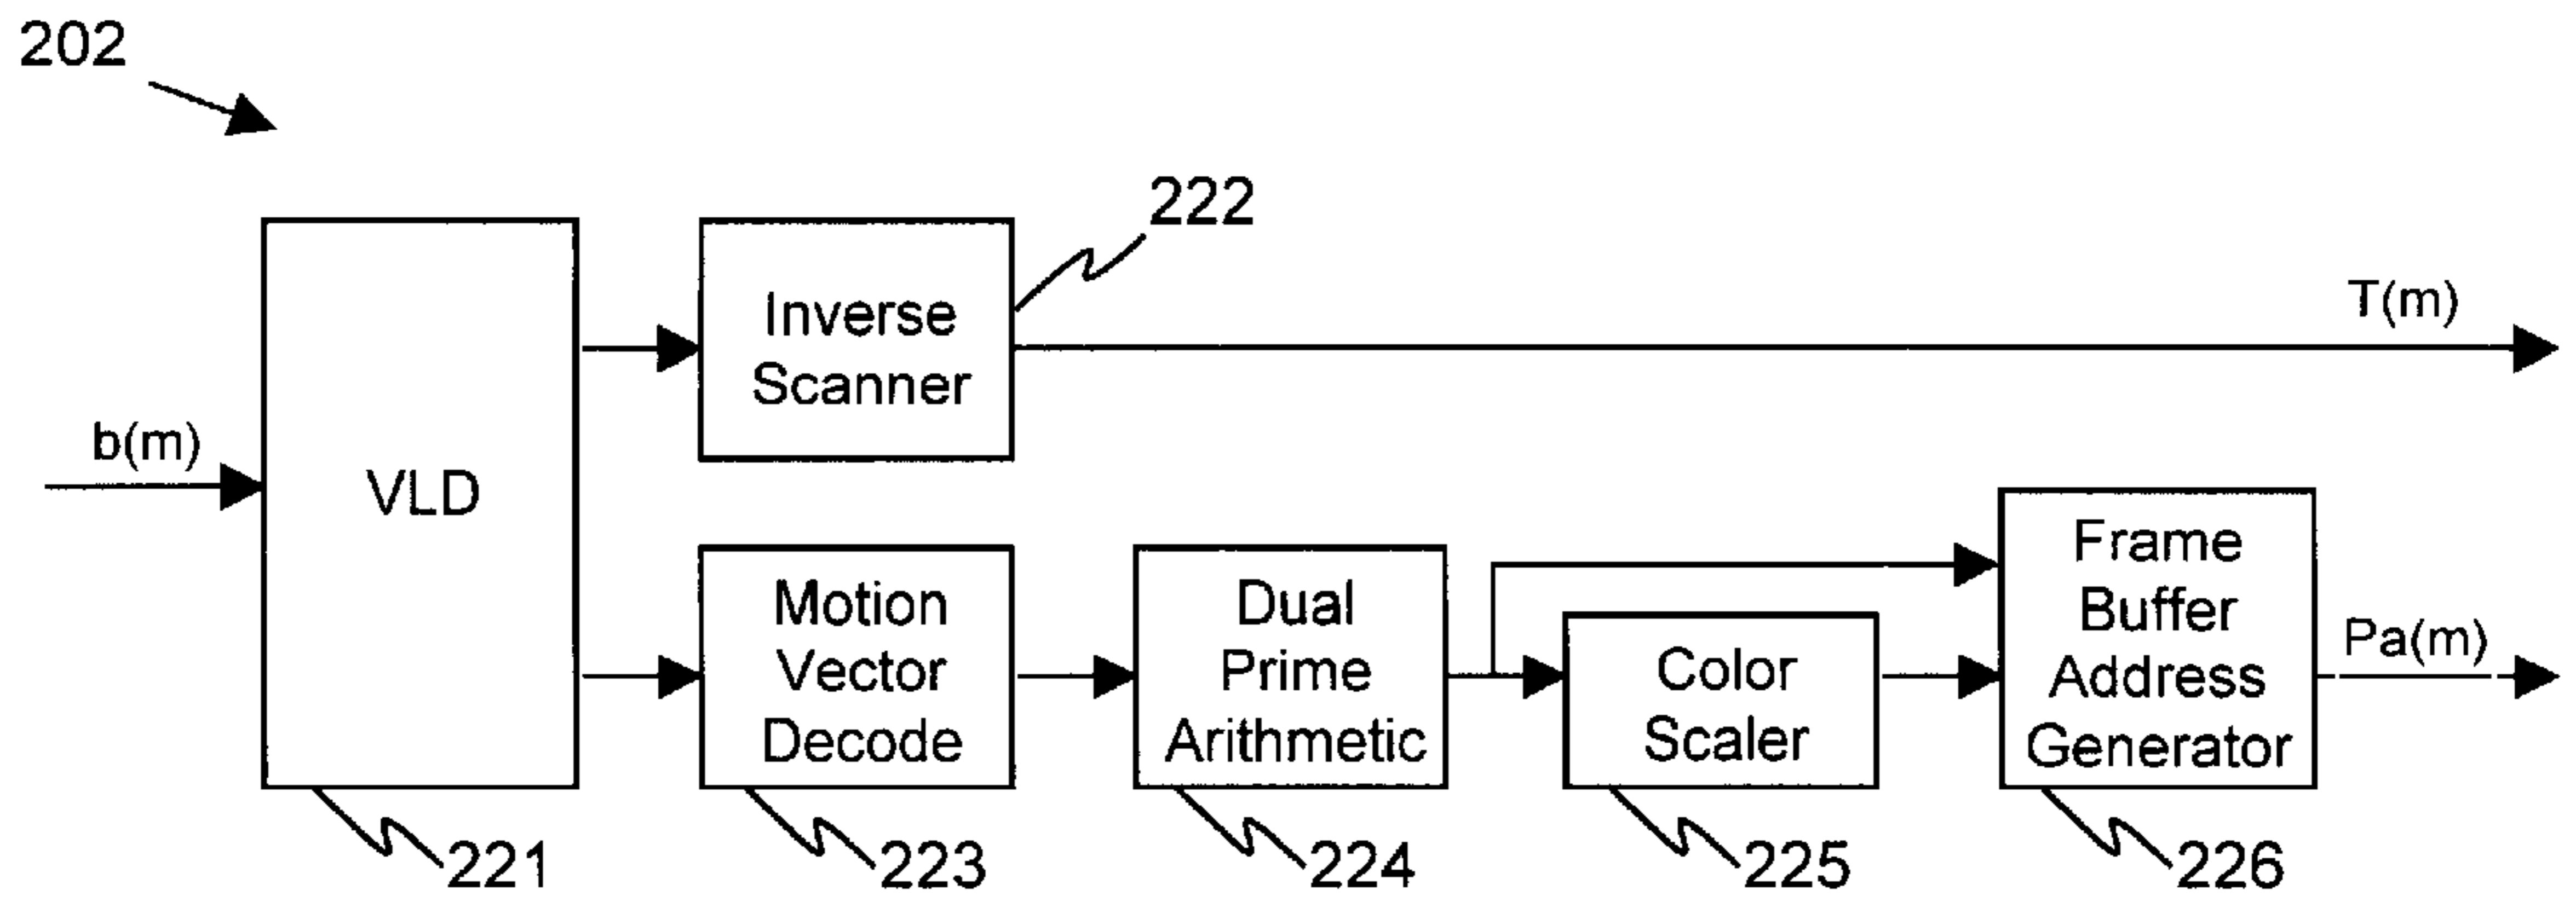 202
222
Inverse
Scanner
T(m)
b(m)
VLD
Motion
Vector
Decode
Dual
Prime
Arithmetic
Color
Scaler
Frame
Buffer
Address
Generator
Pa(m)
221
223
224
225
226